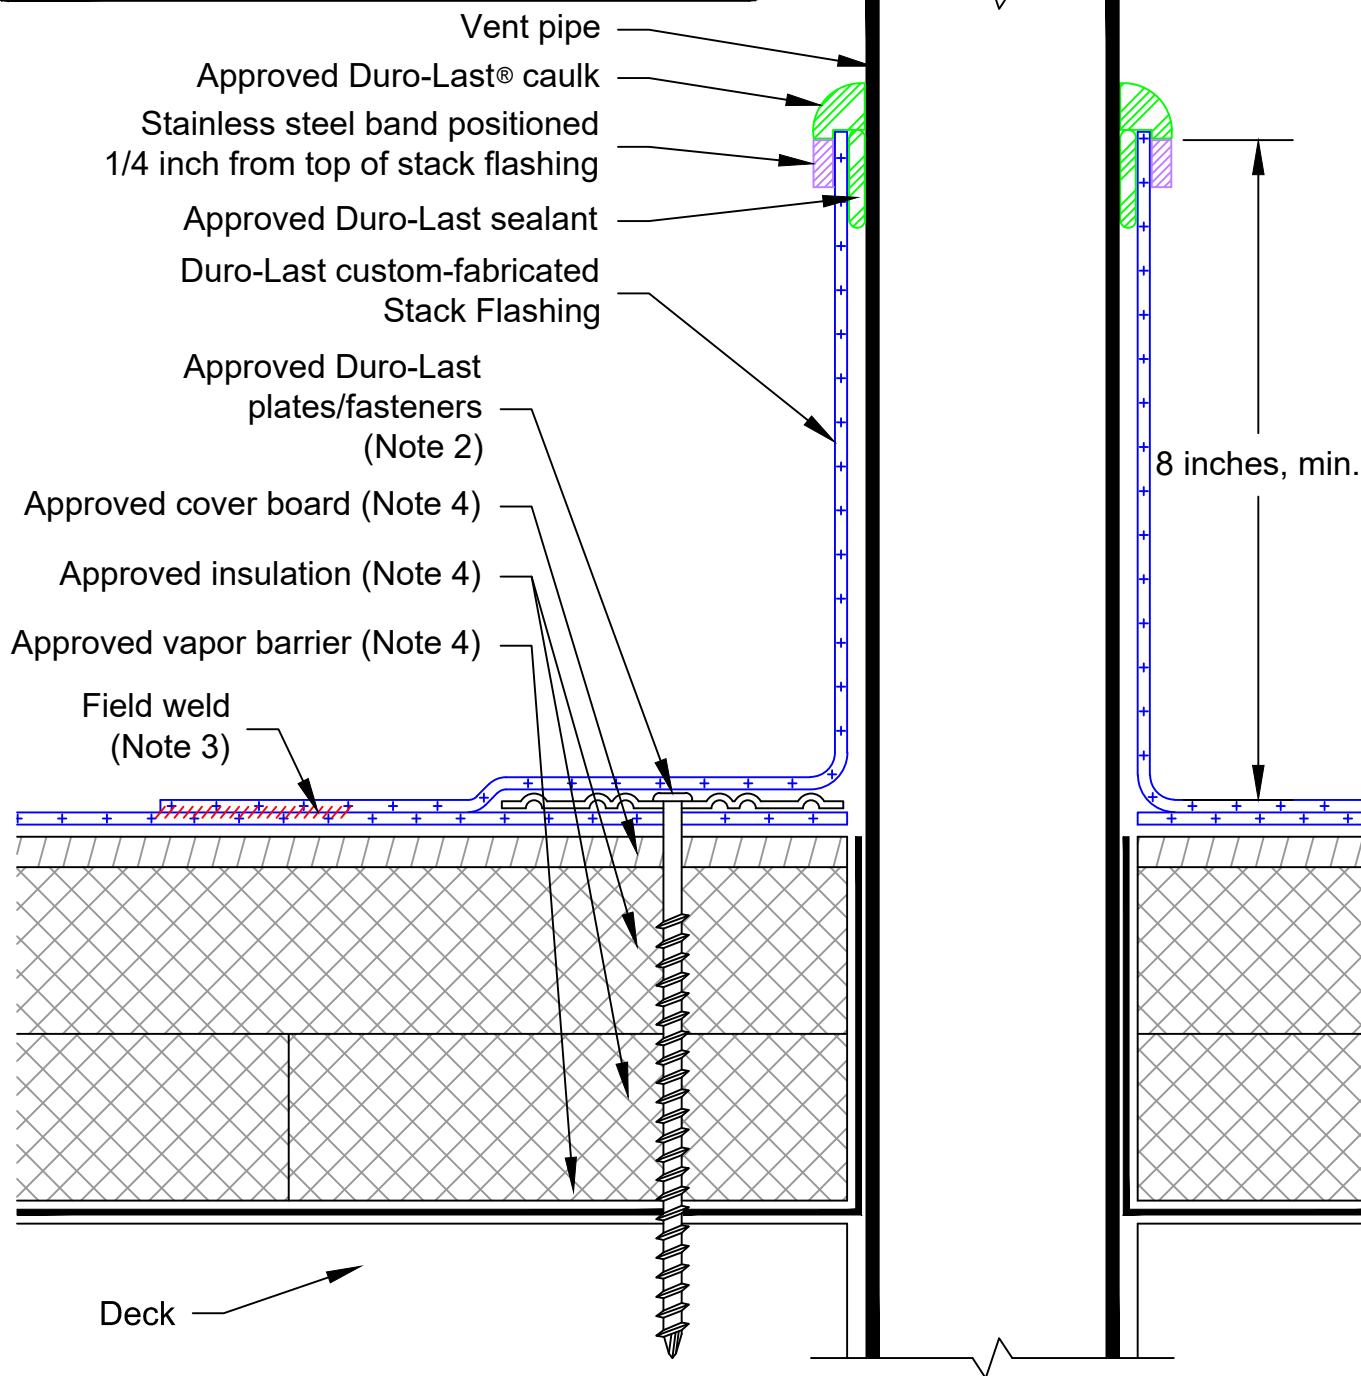 Vent pipe
Approved Duro-Last® caulk
Stainless steel band positioned
1/4 inch from top of stack flashing
Approved Duro-Last sealant
Duro-Last custom-fabricated
Stack Flashing
Approved Duro-Last
plates/fasteners
(Note 2)
8 inches, min.
Approved cover board (Note 4)
Approved insulation (Note 4)
Approved vapor barrier (Note 4)
Field weld
(Note 3)
Deck